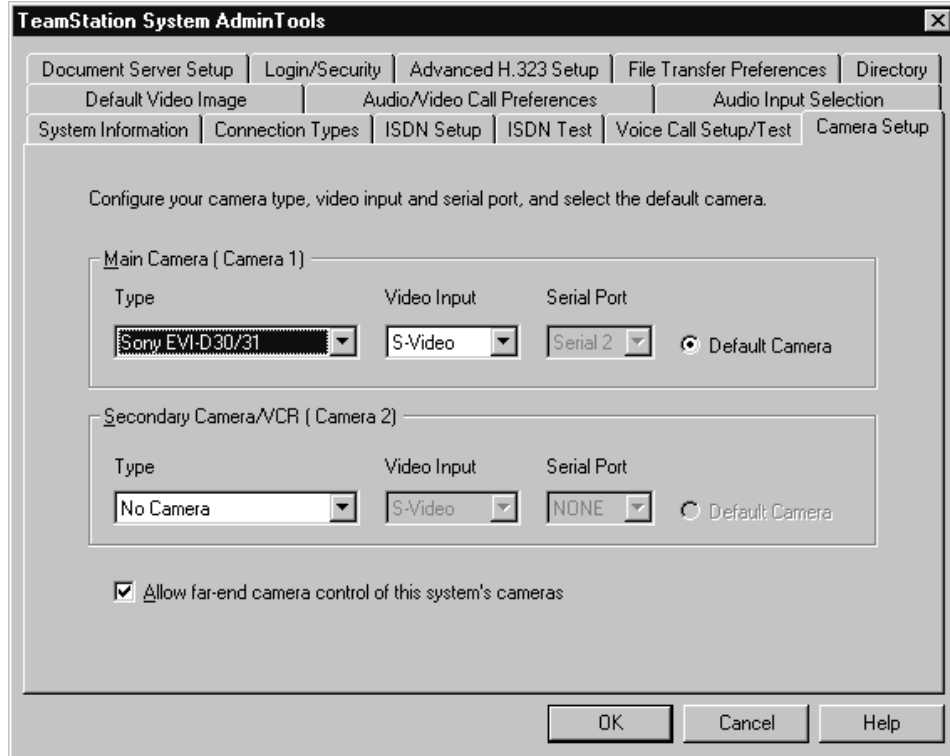 TeamStation System AdminTools
Document Server Setup Login/Security Advanced H.323 Setup File Transfer Preferences Directory
Default Video Image Audio/Video Call Preferences Audio Input Selection
System Information Connection Types ISDN Setup ISDN Test Voice Call Setup/Test Camera Setup
Configure your camera type, video input and serial port, and select the default camera.
Main Camera ( Camera 1)
Type Video Input Serial Port
Sony EVI-D30/31 S-Video Serial 2 Default Camera
Secondary Camera/VCR ( Camera 2)
Type Video Input Serial Port
No Camera S-Video NONE Default Camera
Allow far-end camera control of this system's cameras
OK Cancel Help